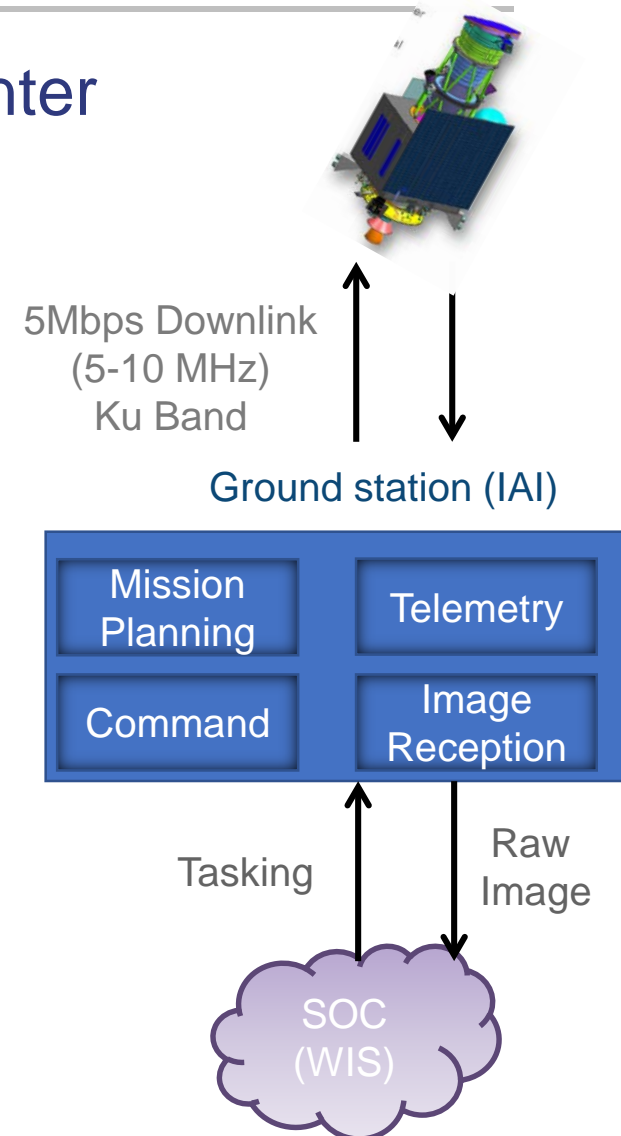 nter
5Mbps Downlink
(5-10 MHz)
Ku Band
Ground station (IAI)
Mission
Planning
Telemetry
Command
Image
Reception
Tasking
Raw
Image
SOC
(WIS)